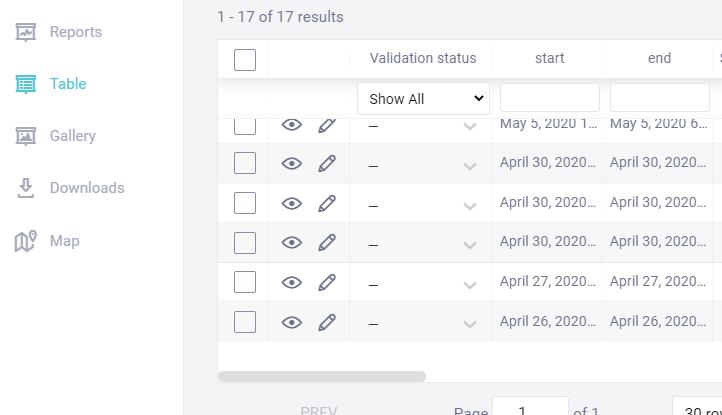 1 - 17 of 17 results
Reports
Table
Gallery
Downloads
Map
Validation status start end
Show All
– May 5, 2020 1... May 5, 2020 6...
– April 30, 2020... April 30, 2020...
– April 30, 2020... April 30, 2020...
– April 30, 2020... April 30, 2020...
– April 27, 2020... April 27, 2020...
– April 26, 2020... April 26, 2020...
PREV Page 1 of 1 30 ro